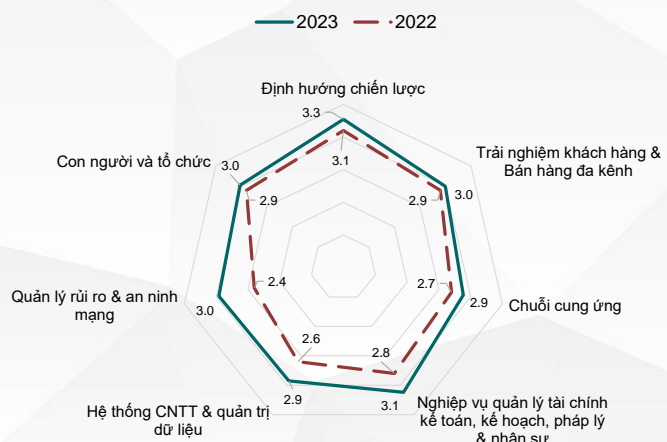 2023
2022
Định hướng chiến lược
3.3
3.1
Trải nghiệm khách hàng &
Bán hàng đa kênh
3.0
2.9
Con người và tổ chức
3.0
2.9
Chuỗi cung ứng
2.7
2.9
Quản lý rủi ro & an ninh
mạng
2.4
3.0
Hệ thống CNTT & quản trị
dữ liệu
2.6
2.9
Nghiệp vụ quản lý tài chính
kế toán, kế hoạch, pháp lý
& nhân sự
2.8
3.1